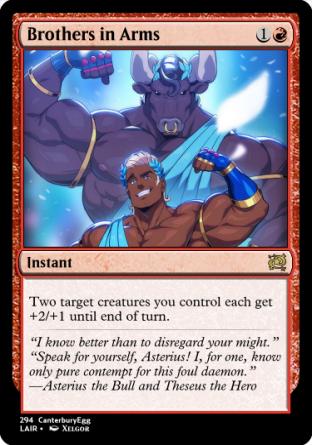 Brothers in Arms 1
Instant
Two target creatures you control each get
+2/+1 until end of turn.
“I know better than to disregard your might.”
“Speak for yourself, Asterius! I, for one, know
only pure contempt for this foul daemon.”
—Asterius the Bull and Theseus the Hero
294 CanterburyEgg
LAIR • XELGOR